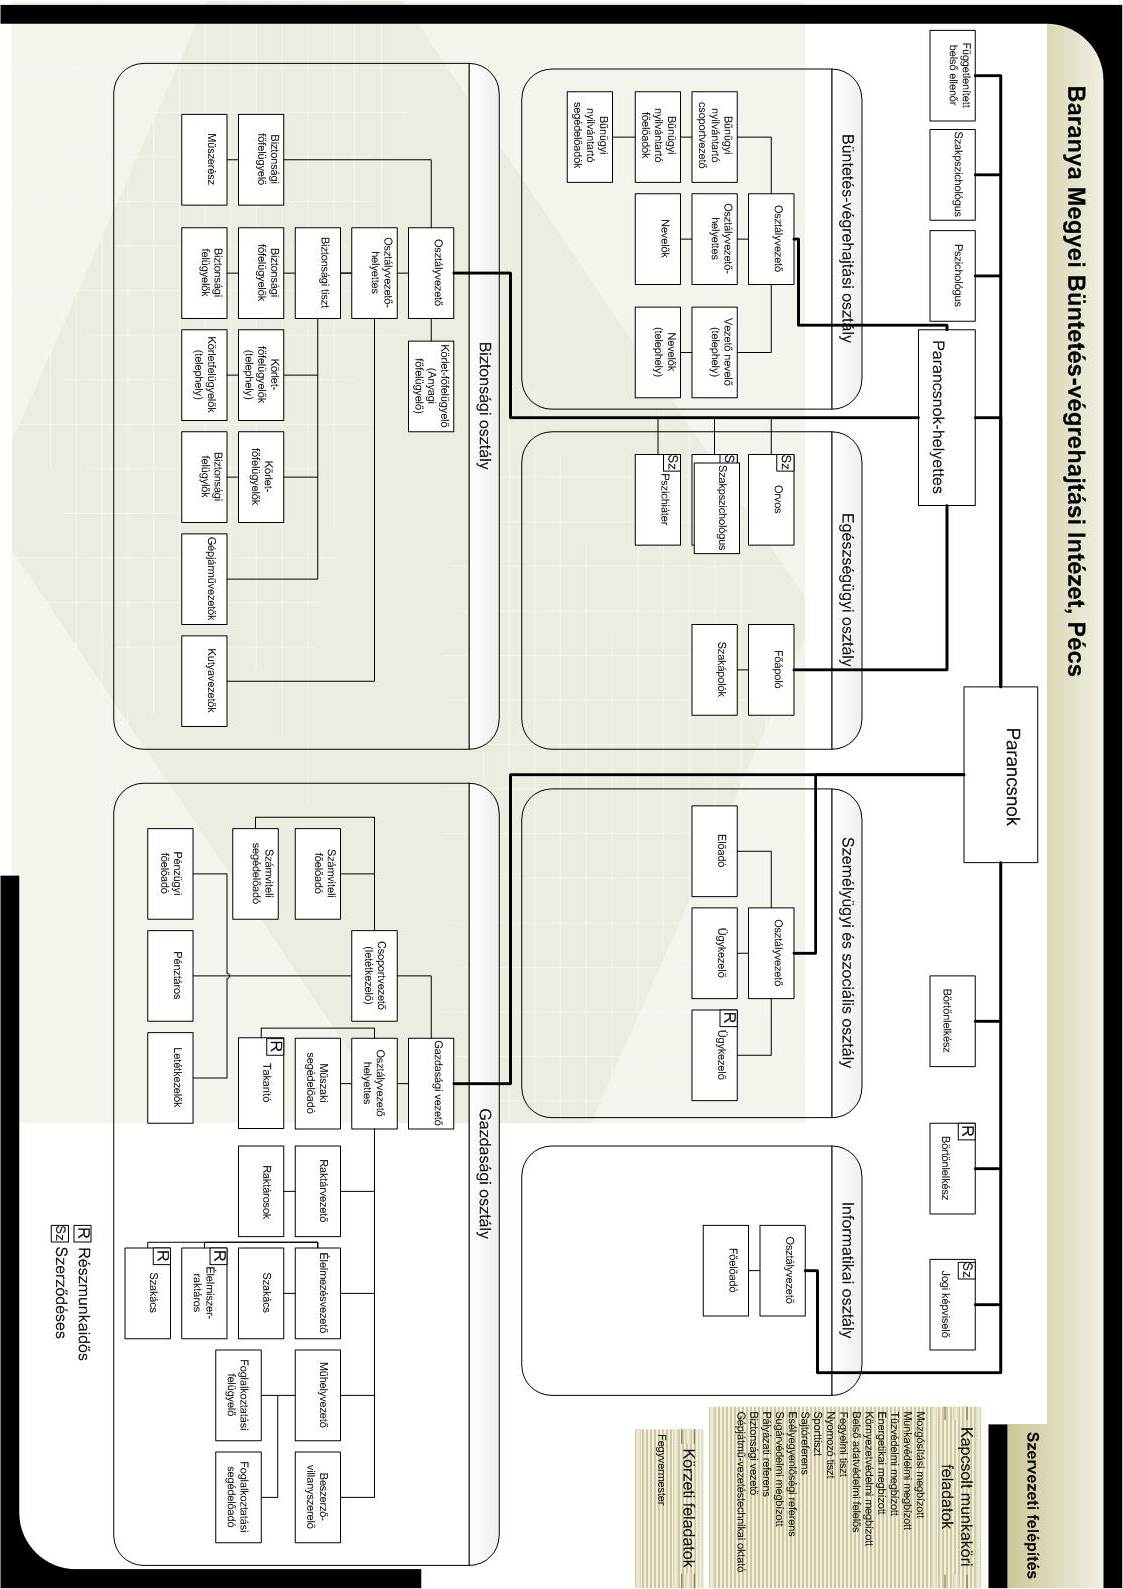 Baranya Megyei Büntetés-végrehajtási Intézet, Pécs
Szervezeti felépítés
Parancsnok
Függetlenített
belső ellenőr
Szakpszichológus
Pszichológus
Parancsnok-helyettes
Börtönlelkész
R
Börtönlelkész
Sz
Jogi képviselő
Büntetés-végrehajtási osztály
Osztályvezető
Bűnügyi
nyilvántartó
csoportvezető
Osztályvezető-
helyettes
Vezető nevelő
(telephely)
Bűnügyi
nyilvántartó
főelőadók
Nevelők
Nevelők
(telephely)
Bűnügyi
nyilvántartó
segédelőadók
Egészségügyi osztály
Sz
Orvos
Főápoló
Szakpszichológus
Szakápolók
Sz
Pszichiáter
Személyügyi és szociális osztály
Osztályvezető
Előadó
Ügykezelő
R
Ügykezelő
Informatikai osztály
Osztályvezető
Főelőadó
Kapcsolt munkaköri
feladatok
Mozgósítási megbízott
Munkavédelmi megbízott
Tűzvédelmi megbízott
Energetikai megbízott
Környezetvédelmi megbízott
Belső adatvédelmi felelős
Fegyelmi tiszt
Nyomozó tiszt
Sporttiszt
Sajtóreferens
Esélyegyenlőségi referens
Sugárvédelmi megbízott
Pályázati referens
Biztonsági vezető
Gépjátmű-vezetéstechnikai oktató
Körzeti feladatok
Fegyvermester
Biztonsági osztály
Osztályvezető
Körlet-főfelügyelő
(Anyagi
főfelügyelő)
Osztályvezető-
helyettes
Biztonsági tiszt
Biztonsági
főfelügyelő
Biztonsági
főfelügyelők
Körlet-
főfelügyelők
(telephely)
Körlet-
főfelügyelők
Műszerész
Biztonsági
felügyelők
Körletfelügyelők
(telephely)
Biztonsági
felügylők
Gépjárművezetők
Kutyavezetők
Gazdasági osztály
Gazdasági vezető
Csoportvezető
(letétkezelő)
Osztályvezető
helyettes
Számviteli
főelőadó
Műszaki
segédelőadó
Raktárvezető
Élelmezésvezető
Műhelyvezető
Beszerző-
villanyszerelő
Számviteli
segédelőadó
R
Takarító
Raktárosok
Szakács
Foglalkoztatási
felügyelő
Foglalkoztatási
segédelőadó
Pénzügyi
főelőadó
Pénztáros
Letétkezelők
R
Élelmiszer-
raktáros
R
Szakács
R Részmunkaidős
Sz Szerződéses